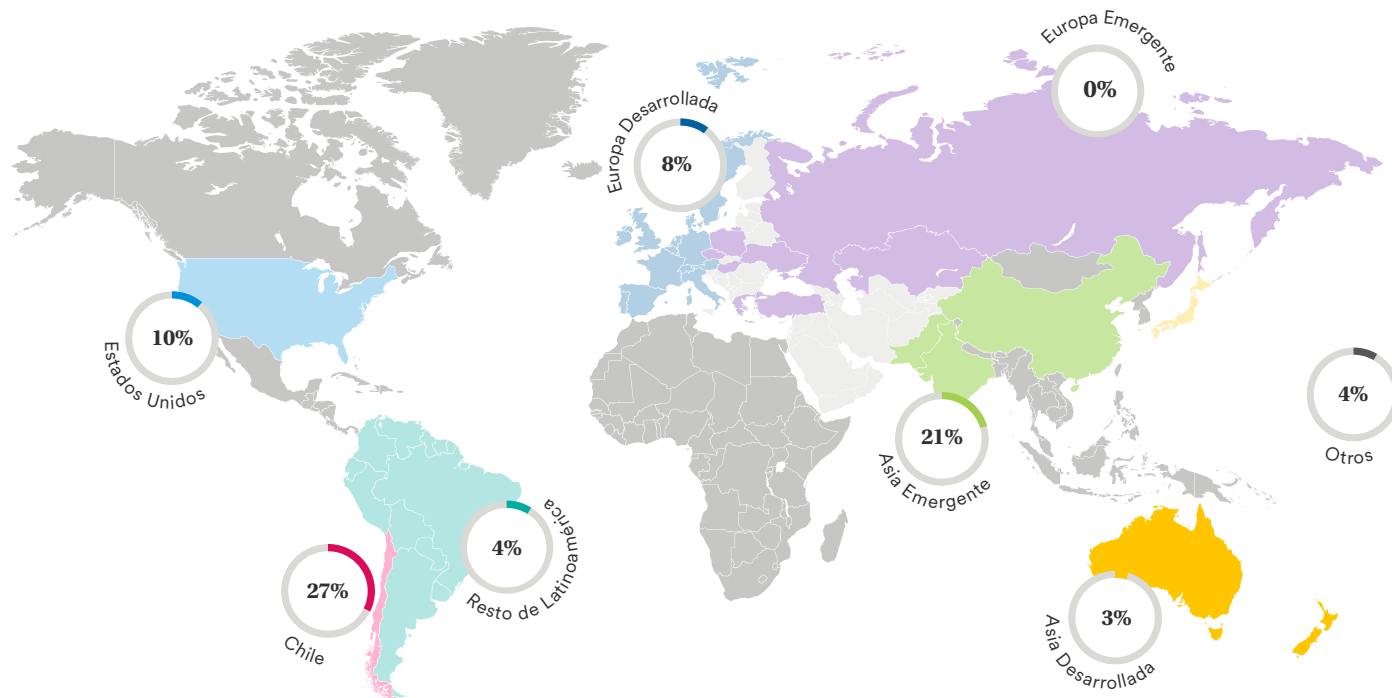 Europa Emergente
0%
Europa Desarrollada
8%
10%
Estados Unidos
4%
Otros
21%
Asia Emergente
4%
Resto de Latinoamérica
27%
Chile
3%
Asia Desarrollada